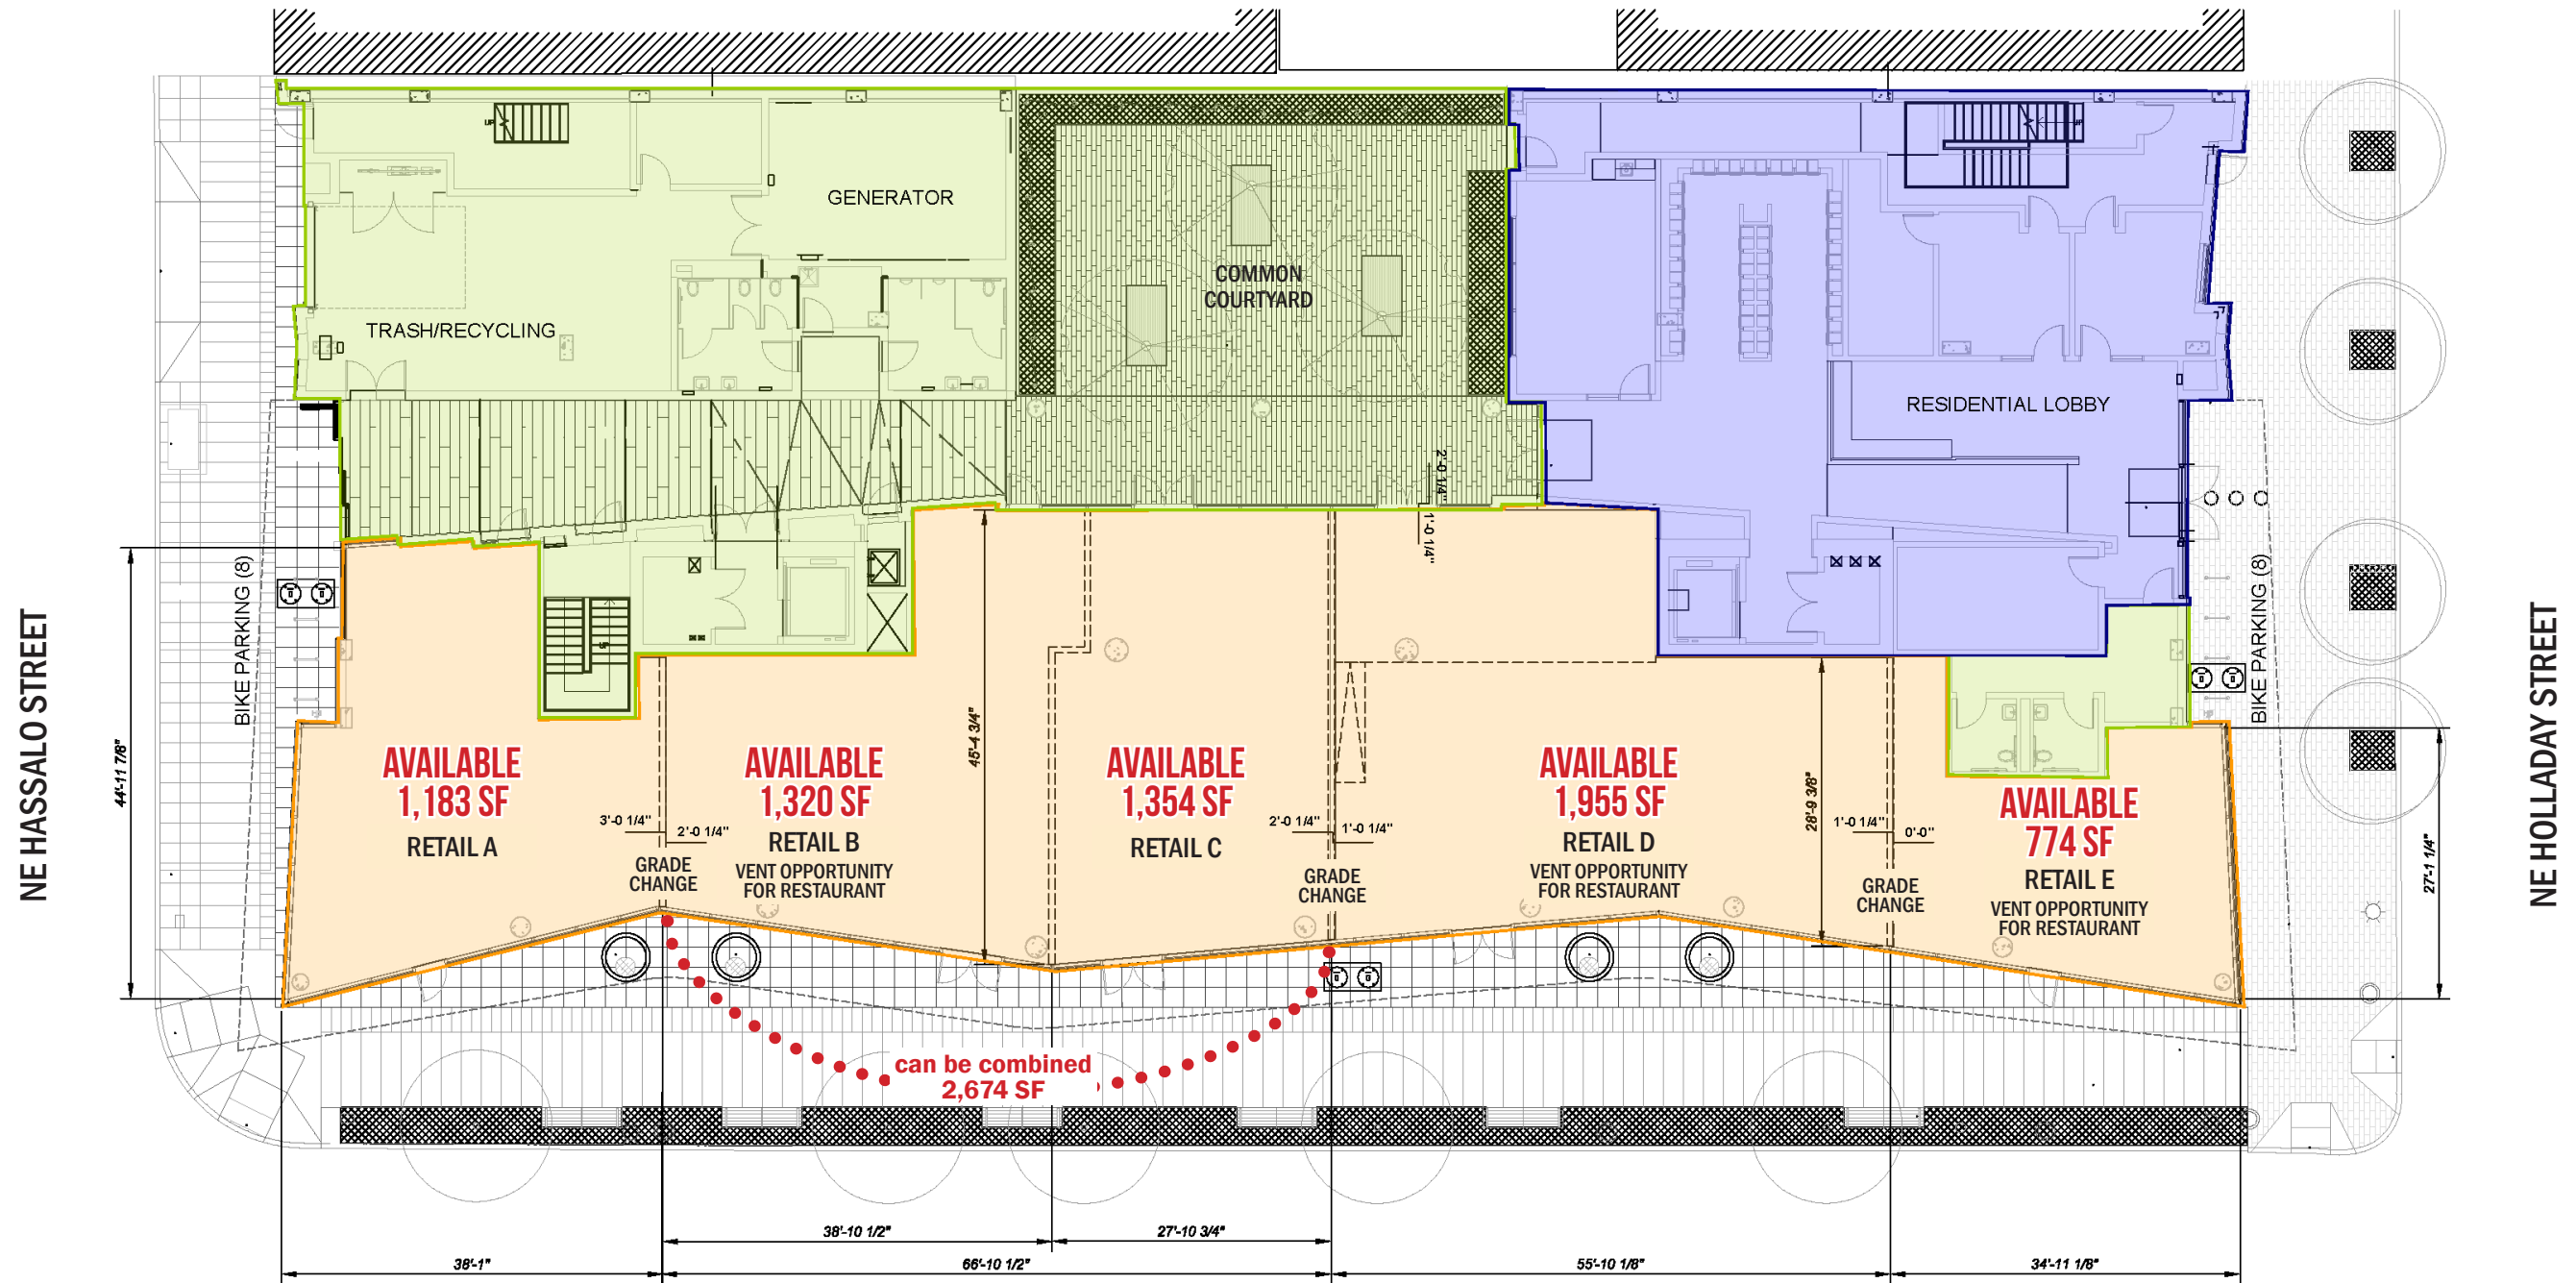 GENERATOR
COMMON
COURTYARD
TRASH/RECYCLING
RESIDENTIAL LOBBY
UP
UP
UP
2'-0 1/4"
1'-0 1/4"
NE HASSALO STREET
BIKE PARKING (8)
44'-11 7/8"
AVAILABLE
1,183 SF
RETAIL A
3'-0 1/4"
2'-0 1/4"
GRADE
CHANGE
AVAILABLE
1,320 SF
RETAIL B
VENT OPPORTUNITY
FOR RESTAURANT
45'-4 3/4"
AVAILABLE
1,354 SF
RETAIL C
2'-0 1/4"
1'-0 1/4"
GRADE
CHANGE
AVAILABLE
1,955 SF
RETAIL D
VENT OPPORTUNITY
FOR RESTAURANT
28'-9 3/8"
1'-0 1/4"
0'-0"
GRADE
CHANGE
AVAILABLE
774 SF
RETAIL E
VENT OPPORTUNITY
FOR RESTAURANT
BIKE PARKING (8)
27'-1 1/4"
NE HOLLADAY STREET
can be combined
2,674 SF
38'-10 1/2"
27'-10 3/4"
38'-1"
66'-10 1/2"
55'-10 1/8"
34'-11 1/8"